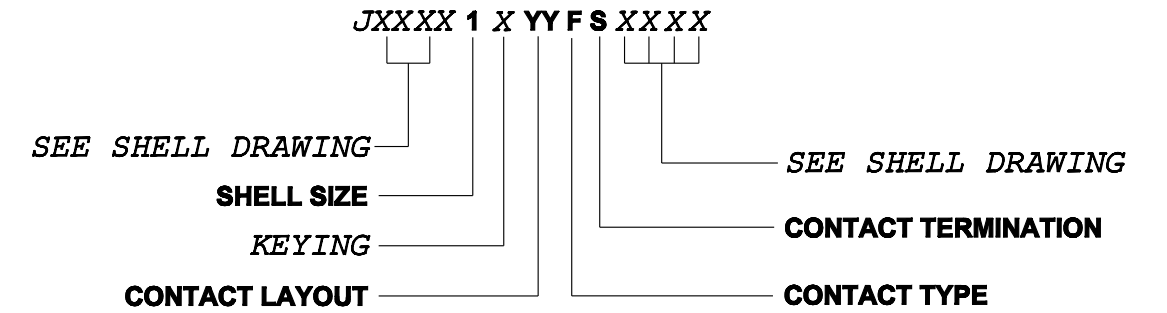 JXXXX 1 X YY F S XXXX
SEE SHELL DRAWING
SEE SHELL DRAWING
SHELL SIZE
CONTACT TERMINATION
KEYING
CONTACT LAYOUT
CONTACT TYPE